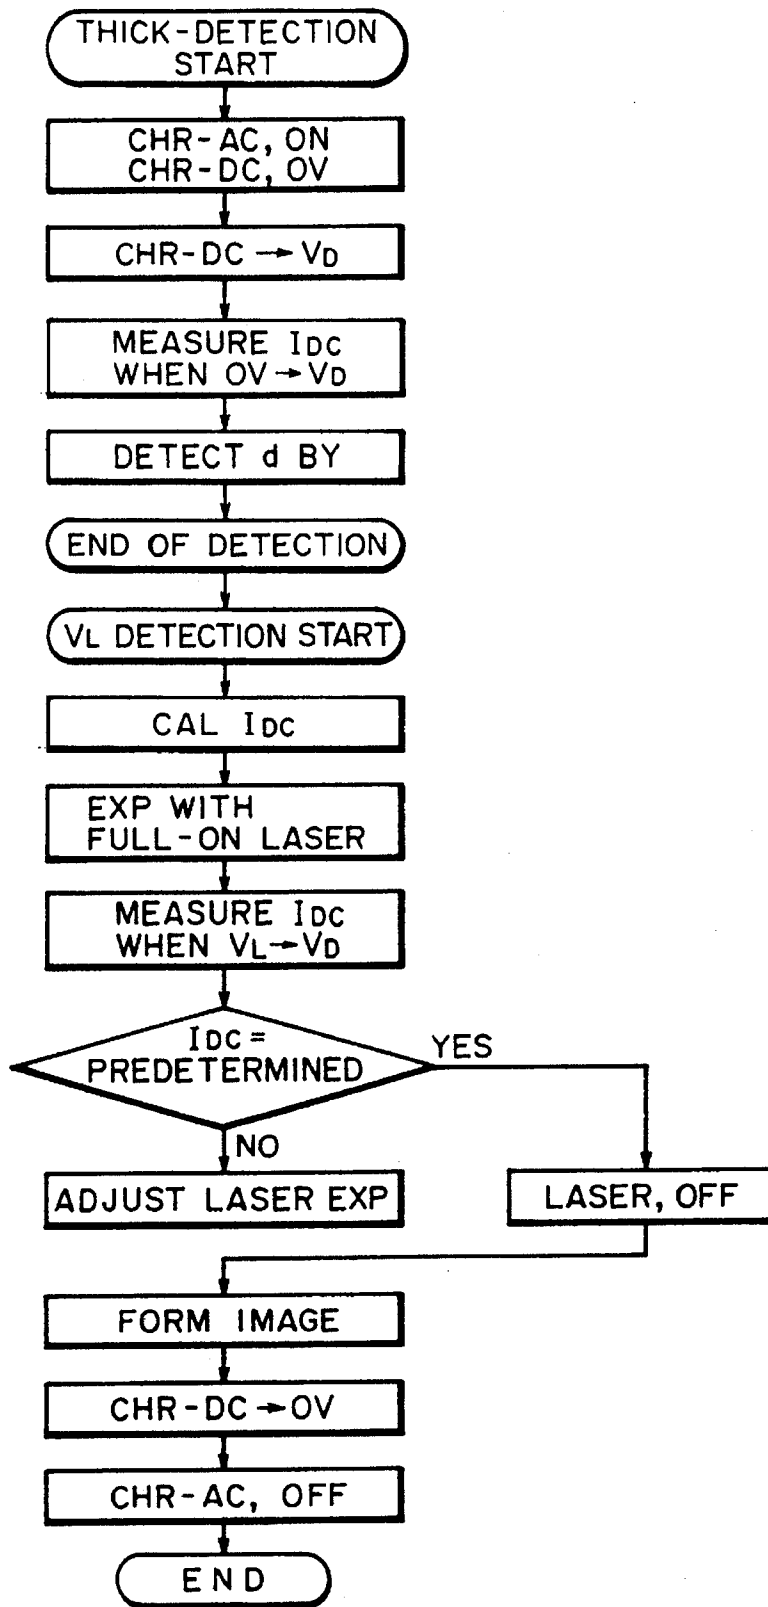 THICK-DETECTION
START
CHR-AC, ON
CHR-DC, OV
CHR-DC → VD
MEASURE IDC
WHEN OV → VD
DETECT d BY
END OF DETECTION
VL DETECTION START
CAL IDC
EXP WITH
FULL-ON LASER
MEASURE IDC
WHEN VL → VD
IDC =
PREDETERMINED
YES
NO
ADJUST LASER EXP
LASER, OFF
FORM IMAGE
CHR-DC → OV
CHR-AC, OFF
END